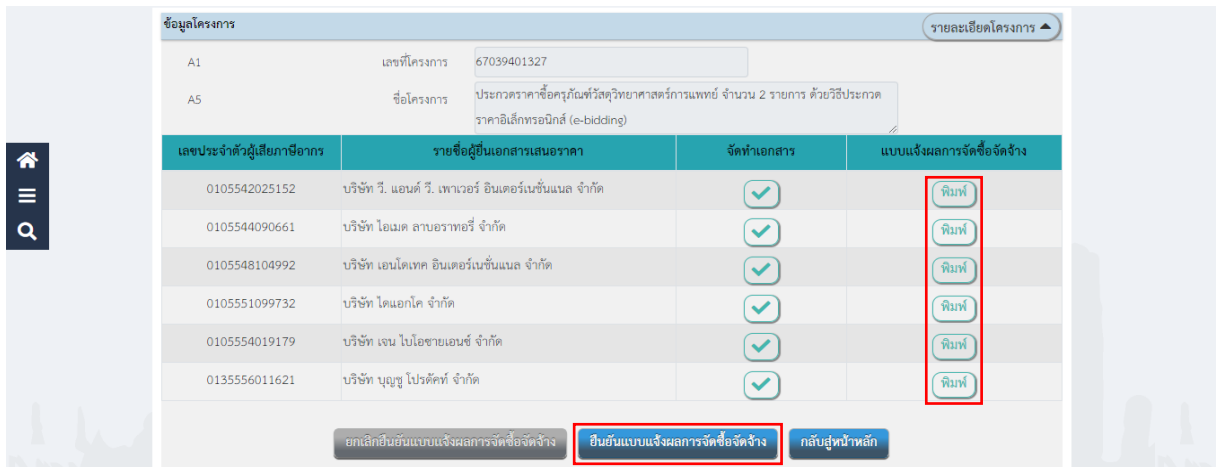 ข้อมูลโครงการ
รายละเอียดโครงการ
A1 เลขที่โครงการ 67039401327
A5 ชื่อโครงการ ประกวดราคาซื้อครุภัณฑ์วัสดุวิทยาศาสตร์การแพทย์ จำนวน 2 รายการ ด้วยวิธีประกวด
ราคาอิเล็กทรอนิกส์ (e-bidding)
เลขประจำตัวผู้เสียภาษีอากร รายชื่อผู้ยื่นเอกสารเสนอราคา จัดทำเอกสาร แบบแจ้งผลการจัดซื้อจัดจ้าง
0105542025152 บริษัท วี. แอนด์ วี. เพาเวอร์ อินเตอร์เนชั่นแนล จำกัด พิมพ์
0105544090661 บริษัท ไอเมด ลาบอราทอรี่ จำกัด พิมพ์
0105548104992 บริษัท เอนโดเทค อินเตอร์เนชั่นแนล จำกัด พิมพ์
0105551099732 บริษัท ไดแอกโค จำกัด พิมพ์
0105554019179 บริษัท เจน ไบโอซายเอนซ์ จำกัด พิมพ์
0135556011621 บริษัท บุญชู โปรดัคท์ จำกัด พิมพ์
ยกเลิกยืนยันแบบแจ้งผลการจัดซื้อจัดจ้าง ยืนยันแบบแจ้งผลการจัดซื้อจัดจ้าง กลับสู่หน้าหลัก